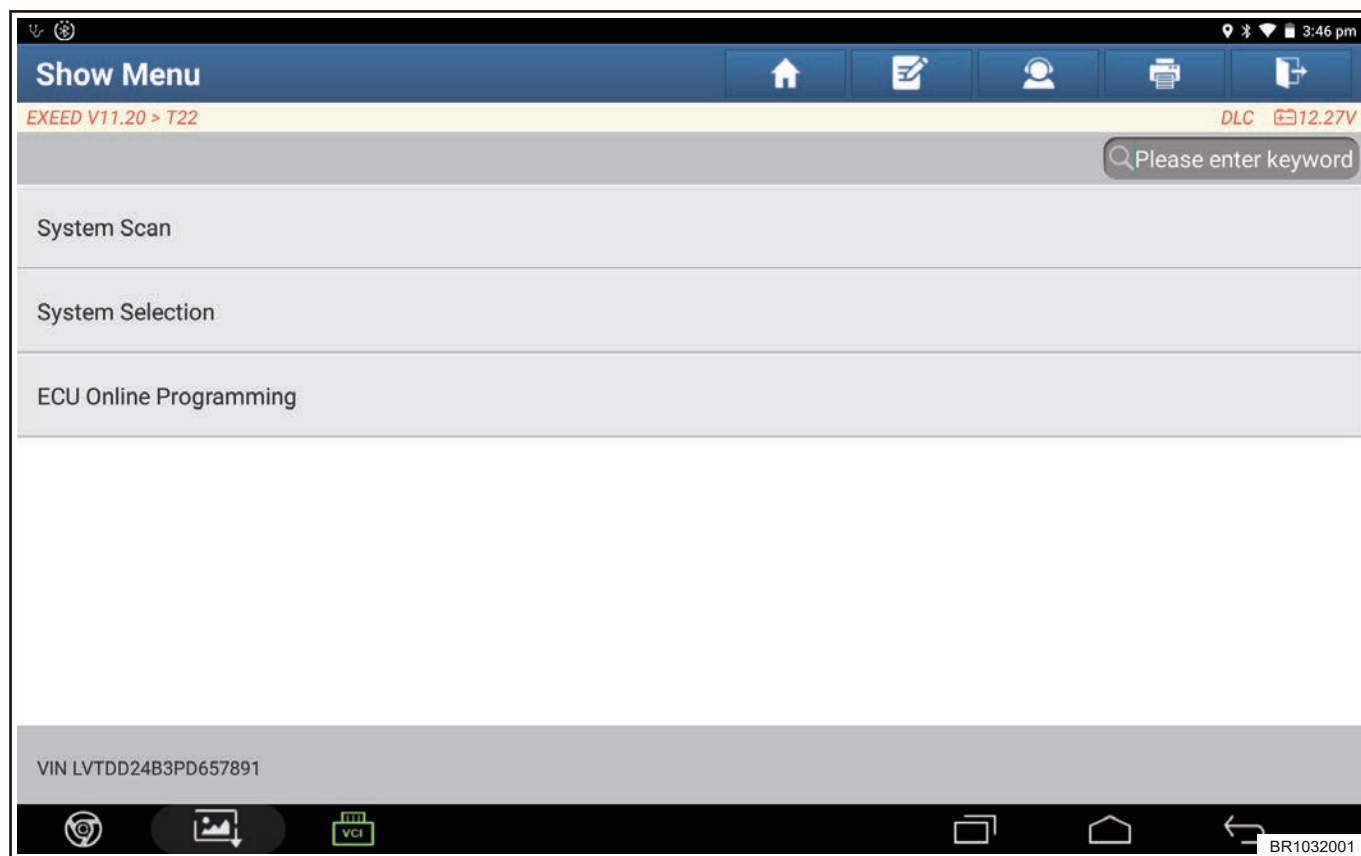 3:46 pm
Show Menu
EXEED V11.20 > T22
DLC 12.27V
Please enter keyword
System Scan
System Selection
ECU Online Programming
VIN LVTDD24B3PD657891
VCI
BR1032001